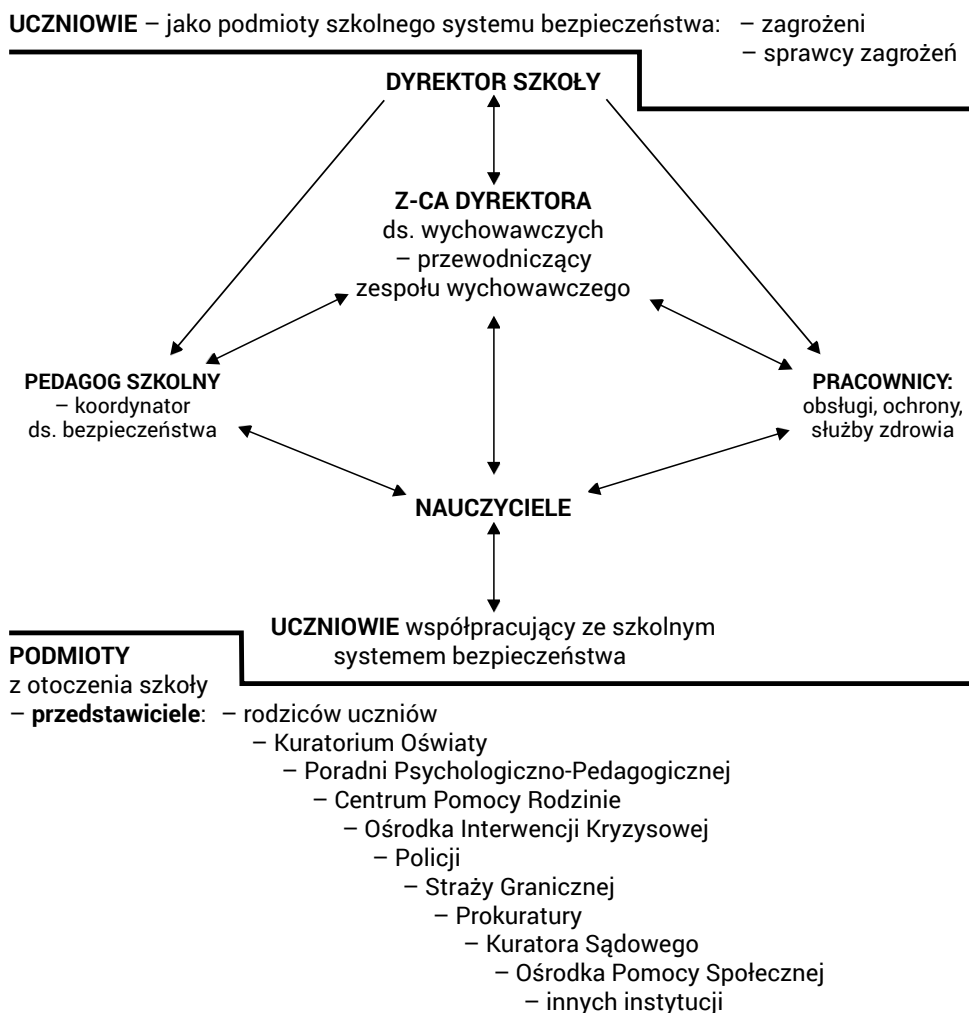 UCZNIOWIE – jako podmioty szkolnego systemu bezpieczeństwa: – zagrożeni
– sprawcy zagrożeń
DYREKTOR SZKOŁY
Z-CA DYREKTORA
ds. wychowawczych
– przewodniczący
zespołu wychowawczego
PEDAGOG SZKOLNY
– koordynator
ds. bezpieczeństwa
PRACOWNICY:
obsługi, ochrony,
służby zdrowia
NAUCZYCIELE
UCZNIOWIE współpracujący ze szkolnym
systemem bezpieczeństwa
PODMIOTY
z otoczenia szkoły
– przedstawiciele: – rodziców uczniów
– Kuratorium Oświaty
– Poradni Psychologiczno-Pedagogicznej
– Centrum Pomocy Rodzinie
– Ośrodka Interwencji Kryzysowej
– Policji
– Straży Granicznej
– Prokuratury
– Kuratora Sądowego
– Ośrodka Pomocy Społecznej
– innych instytucji